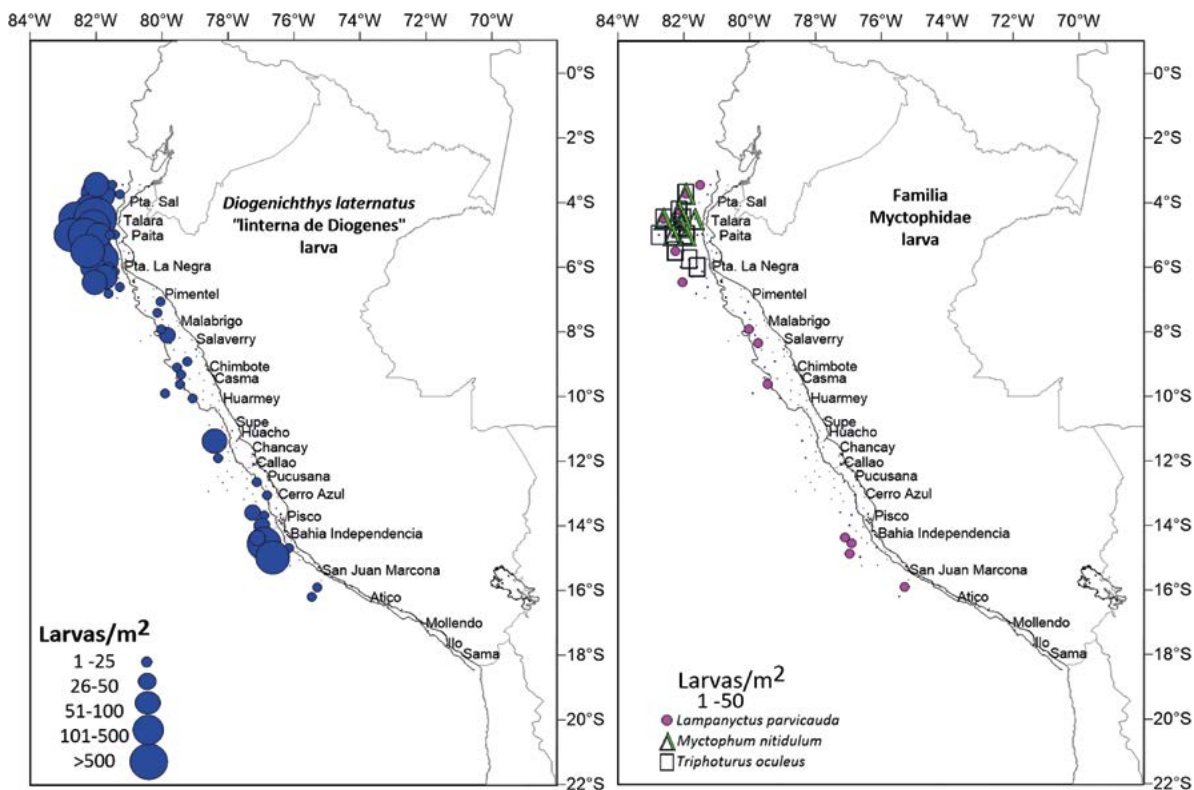 84°W 82°W 80°W 78°W 76°W 74°W 72°W 70°W
0°S
2°S
4°S
6°S
8°S
10°S
12°S
14°S
16°S
18°S
20°S
22°S
Diogenichthy laternatus
"linterna de Diogenes"
larva
Pta. Sal
Talara
Paita
Pta. La Negra
Pimentel
Malabrigo
Salaverry
Chimbote
Casma
Huarmey
Supe
Huacho
Chancay
Callao
Pucusana
Cerro Azul
Pisco
Bahia Independencia
San Juan Marcona
Atico
Mollendo
Ilo
Sama
Larvas/m²
1 -25
26-50
51-100
101-500
>500
84°W 82°W 80°W 78°W 76°W 74°W 72°W 70°W
0°S
2°S
4°S
6°S
8°S
10°S
12°S
14°S
16°S
18°S
20°S
22°S
Familia
Myctophidae
larva
Pta. Sal
Talara
Paita
Pta. La Negra
Pimentel
Malabrigo
Salaverry
Chimbote
Casma
Huarmey
Supe
Huacho
Chancay
Callao
Pucusana
Cerro Azul
Pisco
Bahia Independencia
San Juan Marcona
Atico
Mollendo
Ilo
Sama
Larvas/m²
1 -50
Lampanyctus parvicauda
Myctophum nitidulum
Triphoturus oculeus